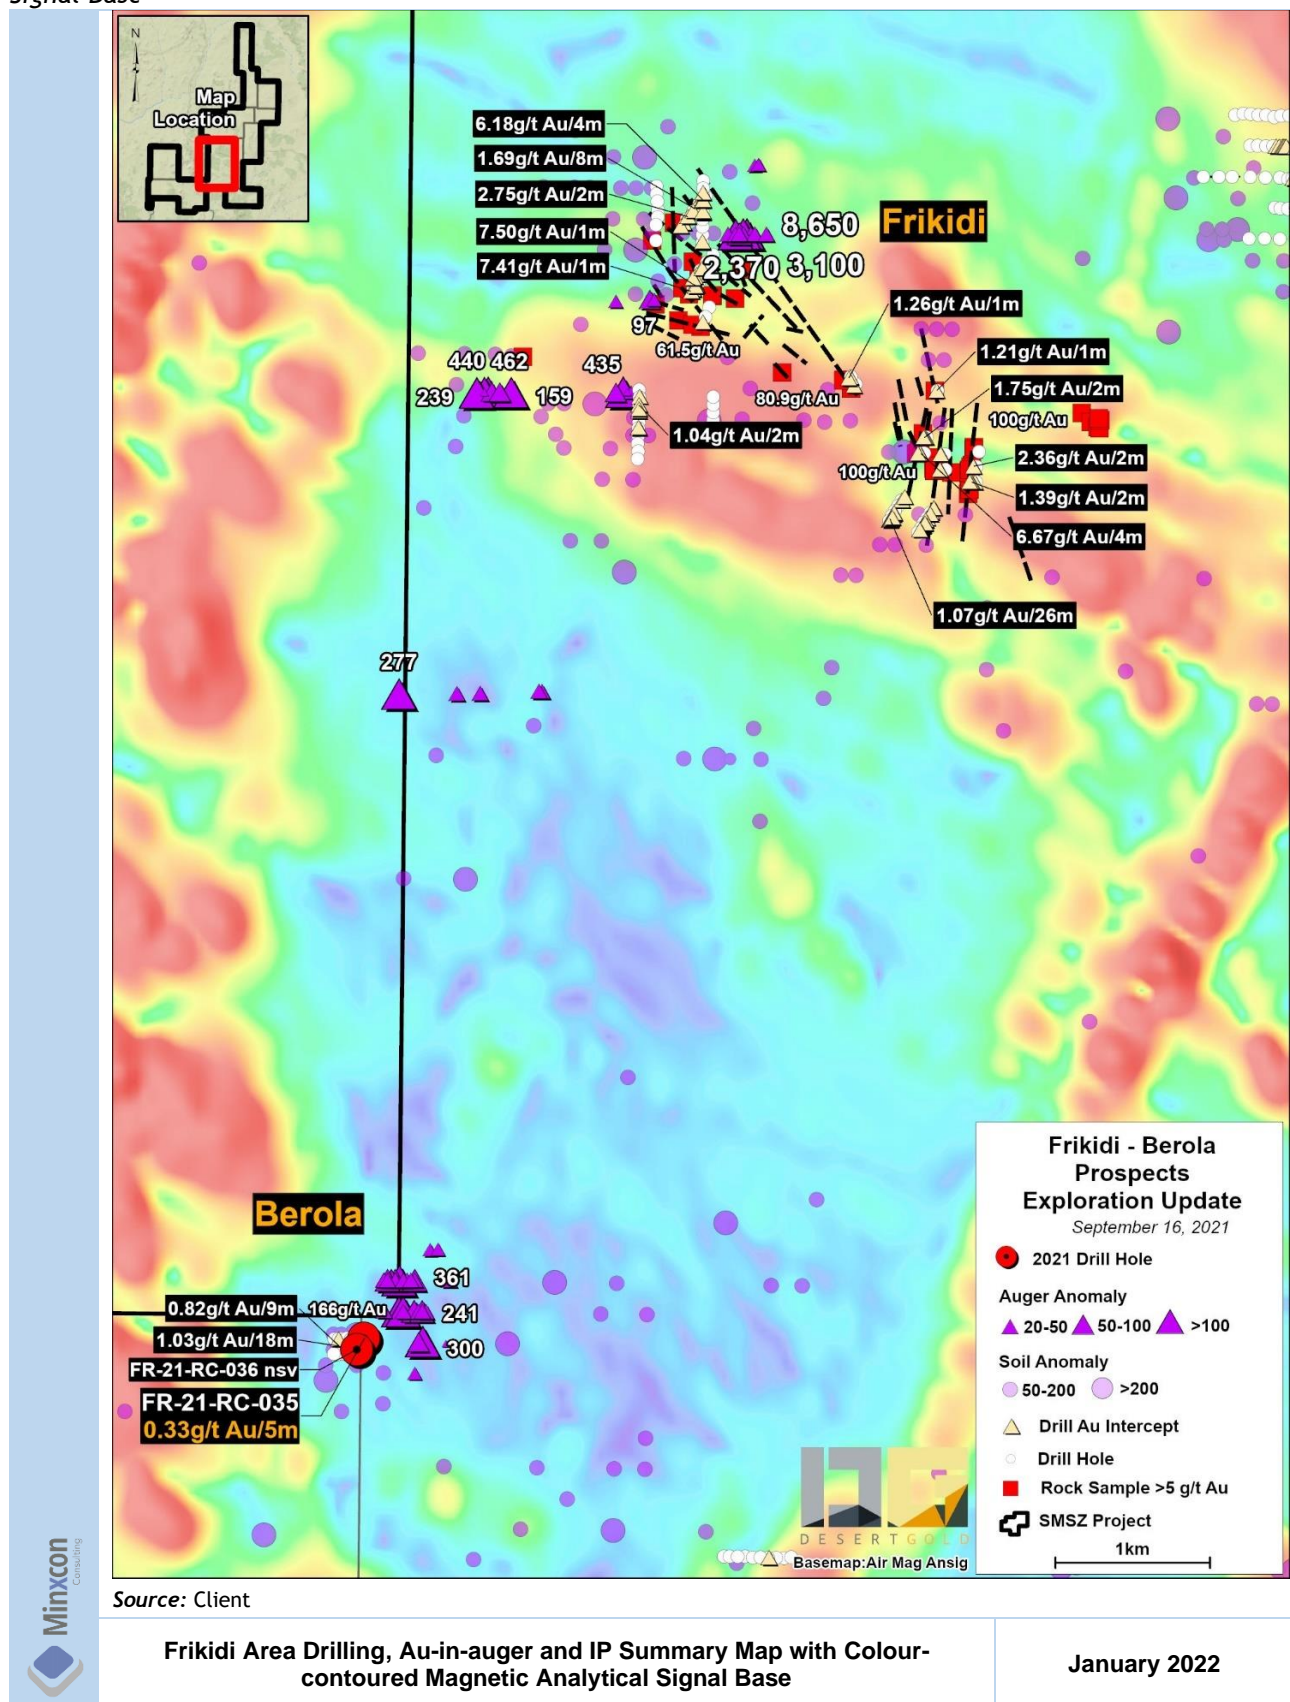 Signal Base
N
Map
Location
6.18g/t Au/4m
1.69g/t Au/8m
2.75g/t Au/2m
7.50g/t Au/1m
7.41g/t Au/1m
8,650
Frikidi
2,370 3,100
1.26g/t Au/1m
97
61.5g/t Au
1.21g/t Au/1m
440 462
435
239
159
80.9g/t Au
1.75g/t Au/2m
100g/t Au
1.04g/t Au/2m
2.36g/t Au/2m
100g/t Au
1.39g/t Au/2m
6.67g/t Au/4m
1.07g/t Au/26m
277
Berola
361
0.82g/t Au/9m
166g/t Au
241
1.03g/t Au/18m
300
FR-21-RC-036 nsv
FR-21-RC-035
0.33g/t Au/5m
Frikidi - Berola
Prospects
Exploration Update
September 16, 2021
2021 Drill Hole
Auger Anomaly
20-50 50-100 >100
Soil Anomaly
50-200 >200
Drill Au Intercept
Drill Hole
Rock Sample >5 g/t Au
SMSZ Project
1km
DESERTGOLD
Basemap:Air Mag Ansig
Minxcon
Consulting
Source: Client
Frikidi Area Drilling, Au-in-auger and IP Summary Map with Colour-
contoured Magnetic Analytical Signal Base
January 2022